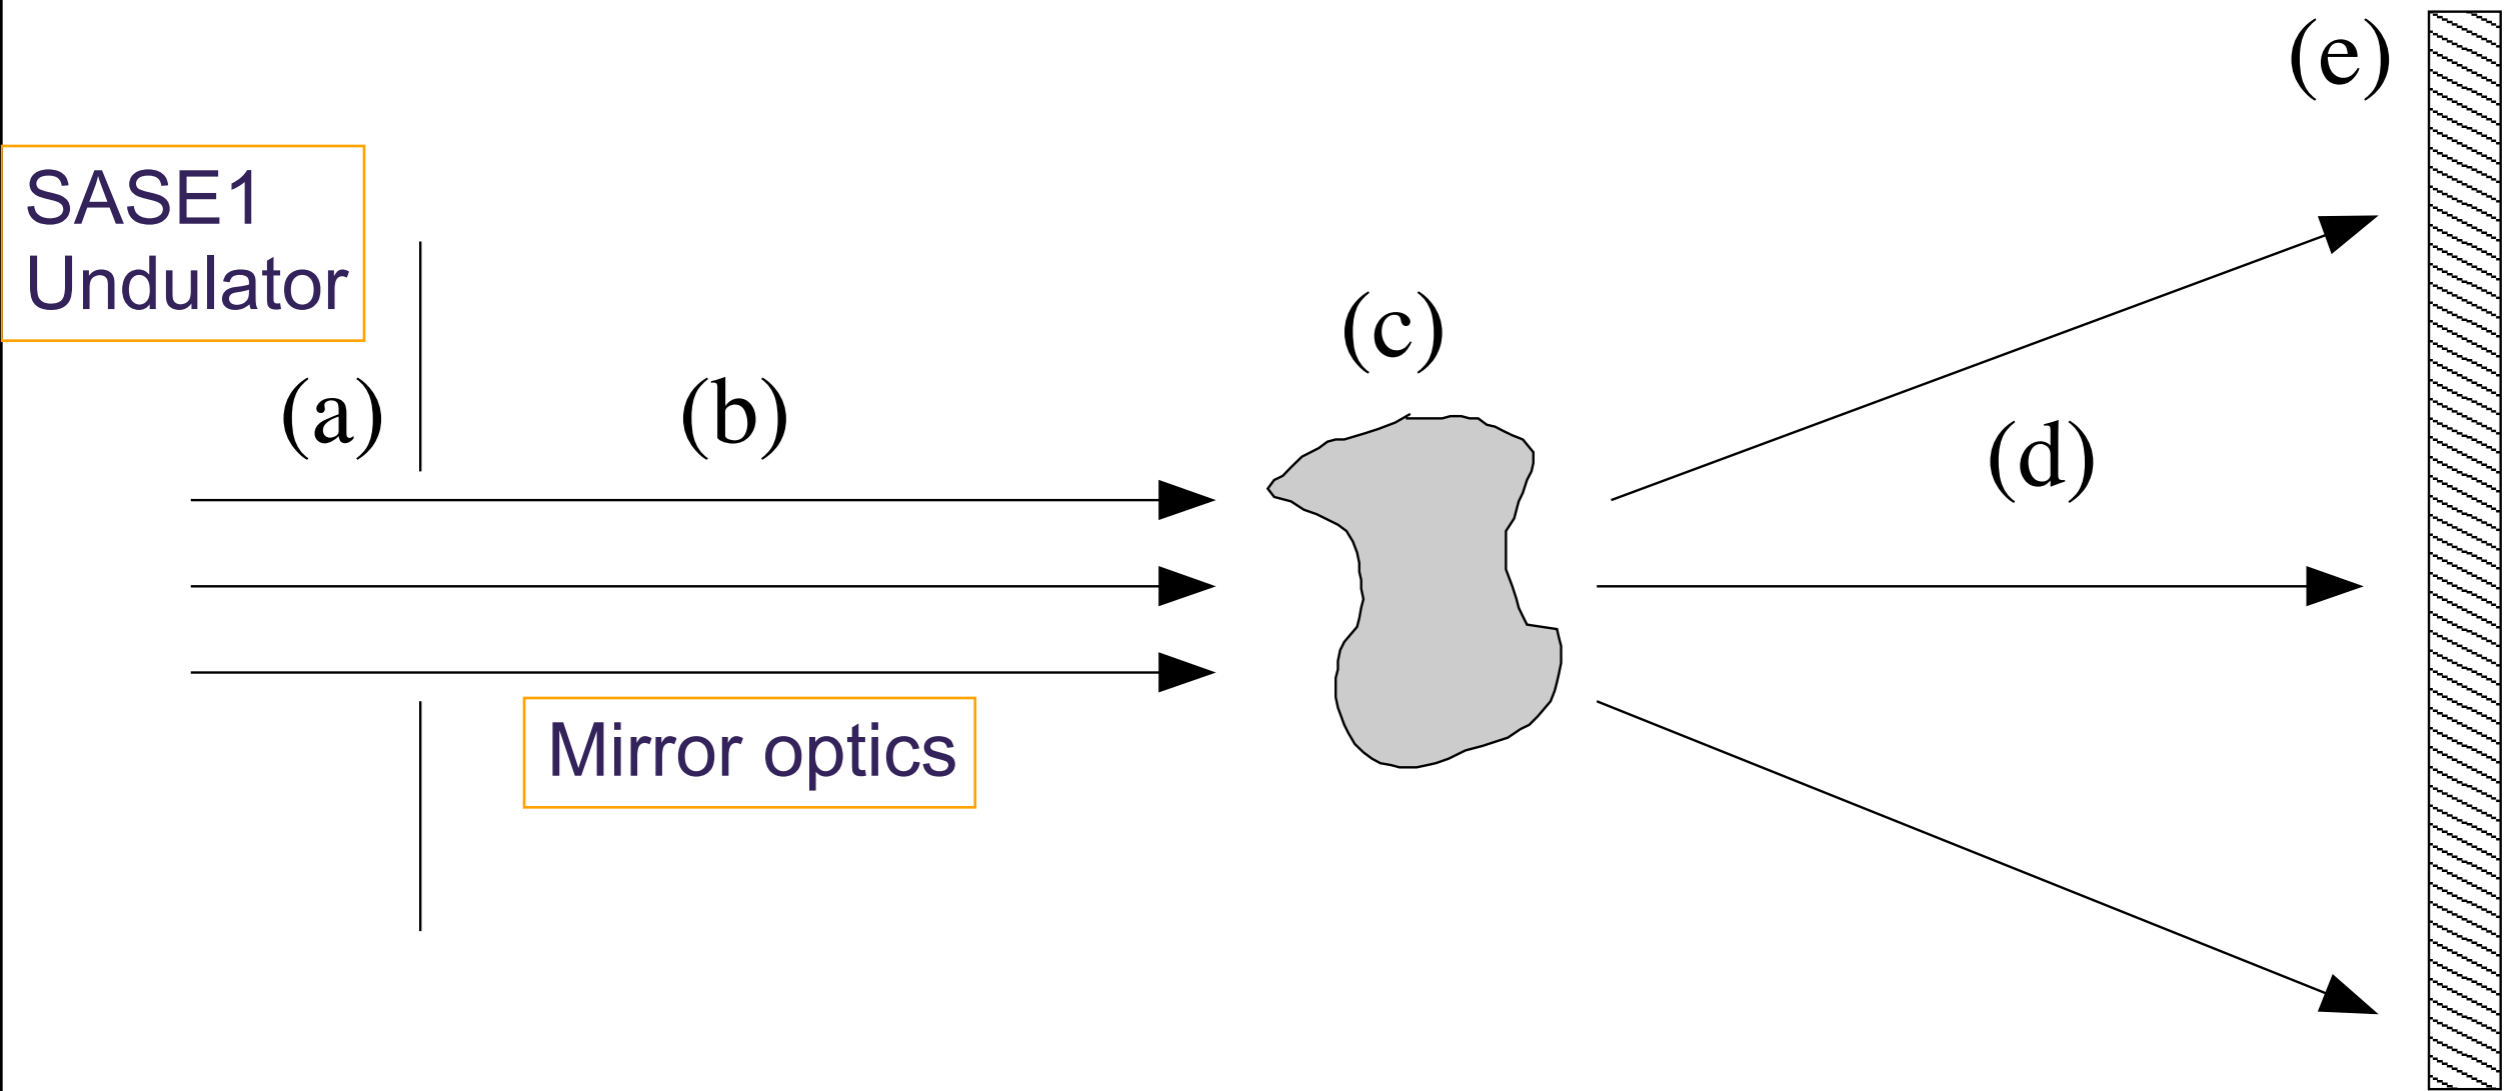 (e)
SASE1
Undulator
(c)
(a)
(b)
(d)
Mirror optics